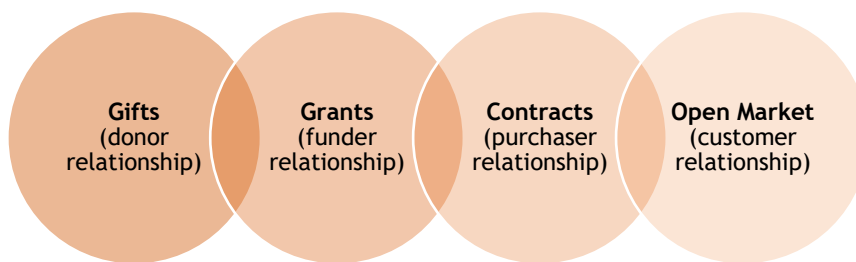 Gifts
(donor
relationship)
Grants
(funder
relationship)
Contracts
(purchaser
relationship)
Open Market
(customer
relationship)